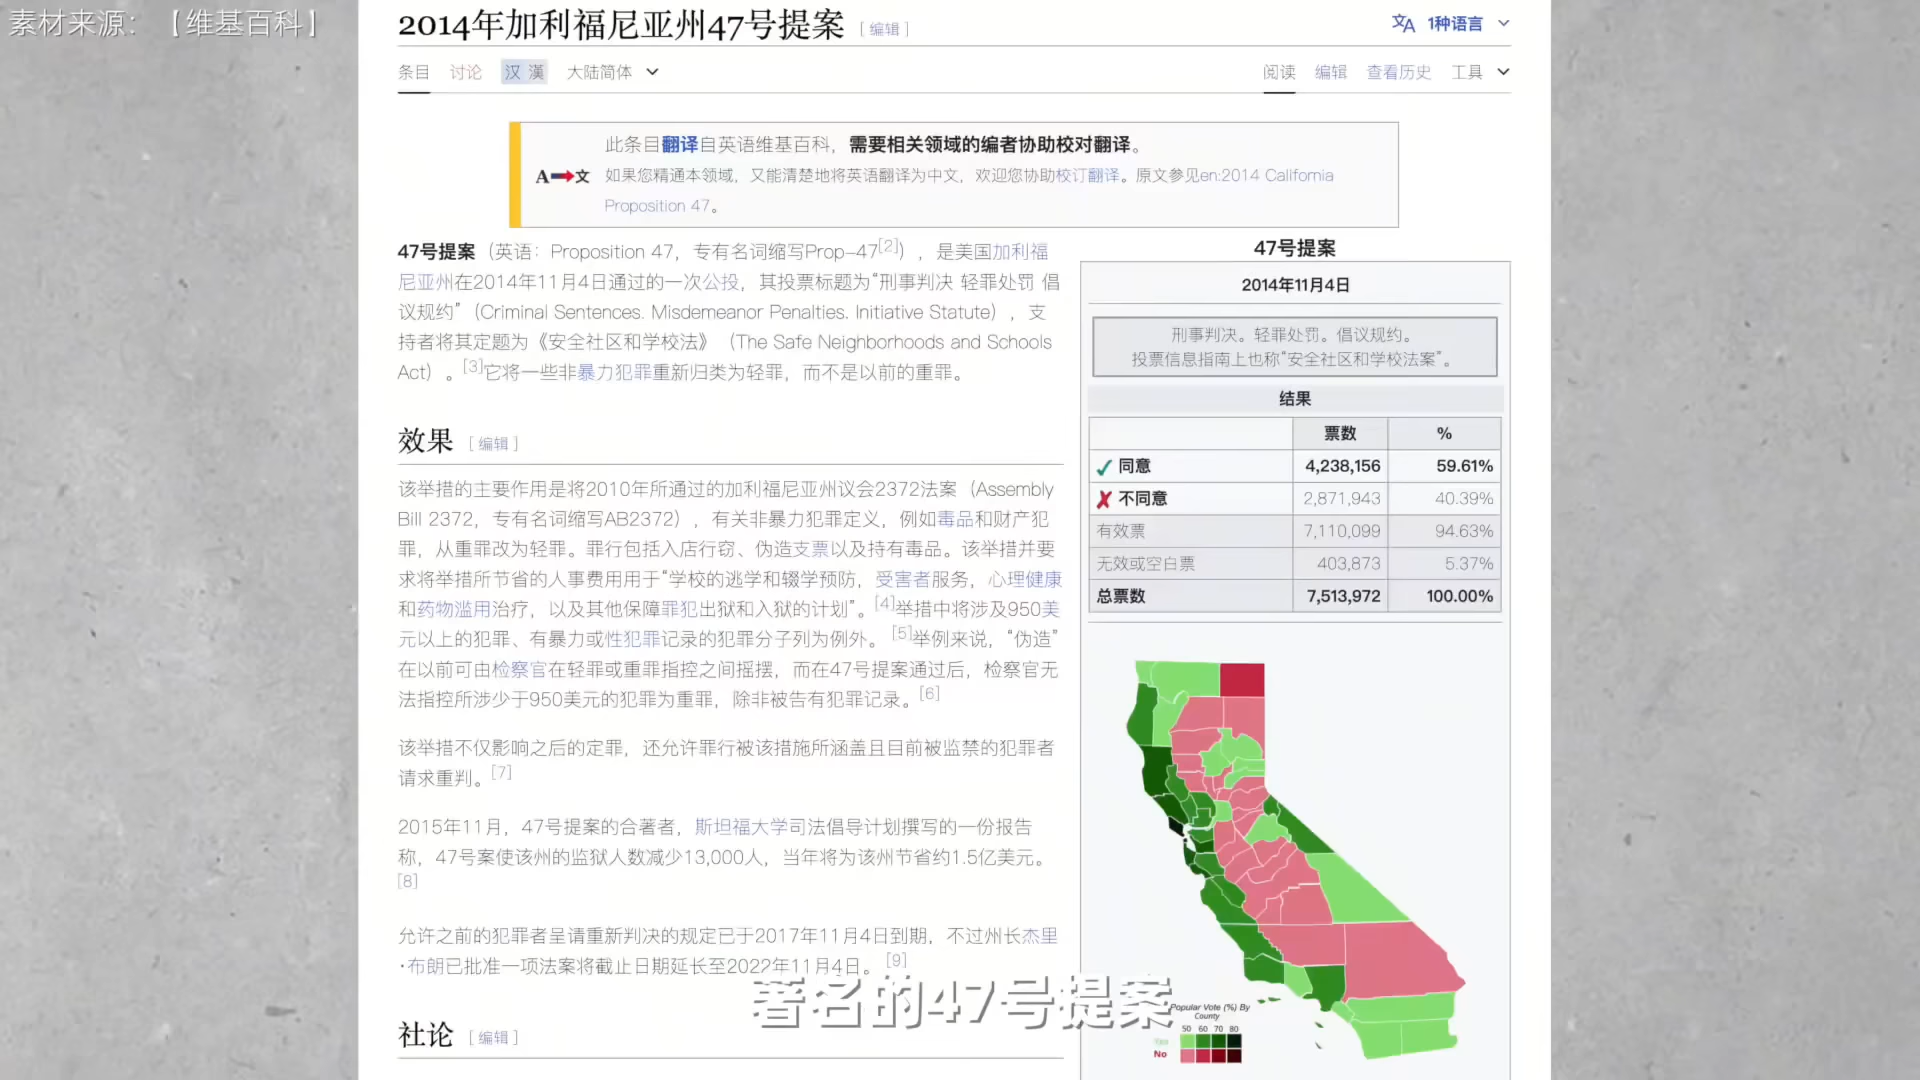 素材来源：【维基百科】
2014年加利福尼亚州47号提案 [ 编辑 ]
文A 1种语言
条目 讨论 汉 漢 大陆简体 阅读 编辑 查看历史 工具
此条目翻译自英语维基百科，需要相关领域的编者协助校对翻译。
A 文 如果您精通本领域，又能清楚地将英语翻译为中文，欢迎您协助校订翻译。原文参见en:2014 California
Proposition 47。
47号提案（英语：Proposition 47，专有名词缩写Prop-47[2]），是美国加利福
尼亚州在2014年11月4日通过的一次公投，其投票标题为“刑事判决 轻罪处罚 倡
议规约”（Criminal Sentences. Misdemeanor Penalties. Initiative Statute），支
持者将其定题为《安全社区和学校法》（The Safe Neighborhoods and Schools
Act）。[3]它将一些非暴力犯罪重新归类为轻罪，而不是以前的重罪。
效果 [ 编辑 ]
该举措的主要作用是将2010年所通过的加利福尼亚州议会2372法案（Assembly
Bill 2372，专有名词缩写AB2372），有关非暴力犯罪定义，例如毒品和财产犯
罪，从重罪改为轻罪。罪行包括入店行窃、伪造支票以及持有毒品。该举措并要
求将举措所节省的人事费用用于“学校的逃学和辍学预防，受害者服务，心理健康
和药物滥用治疗，以及其他保障罪犯出狱和入狱的计划”。[4]举措中将涉及950美
元以上的犯罪、有暴力或性犯罪记录的犯罪分子列为例外。[5]举例来说，“伪造”
在以前可由检察官在轻罪或重罪指控之间摇摆，而在47号提案通过后，检察官无
法指控所涉少于950美元的犯罪为重罪，除非被告有犯罪记录。[6]
该举措不仅影响之后的定罪，还允许罪行被该措施所涵盖且目前被监禁的犯罪者
请求重判。[7]
2015年11月，47号提案的合著者，斯坦福大学司法倡导计划撰写的一份报告
称，47号案使该州的监狱人数减少13,000人，当年将为该州节省约1.5亿美元。
[8]
允许之前的犯罪者呈请重新判决的规定已于2017年11月4日到期，不过州长杰里
·布朗已批准一项法案将截止日期延长至2022年11月4日。[9]
社论 [ 编辑 ]
47号提案
2014年11月4日
刑事判决。轻罪处罚。倡议规约。
投票信息指南上也称“安全社区和学校法案”。
结果
票数 %
同意 4,238,156 59.61%
不同意 2,871,943 40.39%
有效票 7,110,099 94.63%
无效或空白票 403,873 5.37%
总票数 7,513,972 100.00%
Popular Vote (%) By
County
50 60 70 80
Yes
No
著名的47号提案